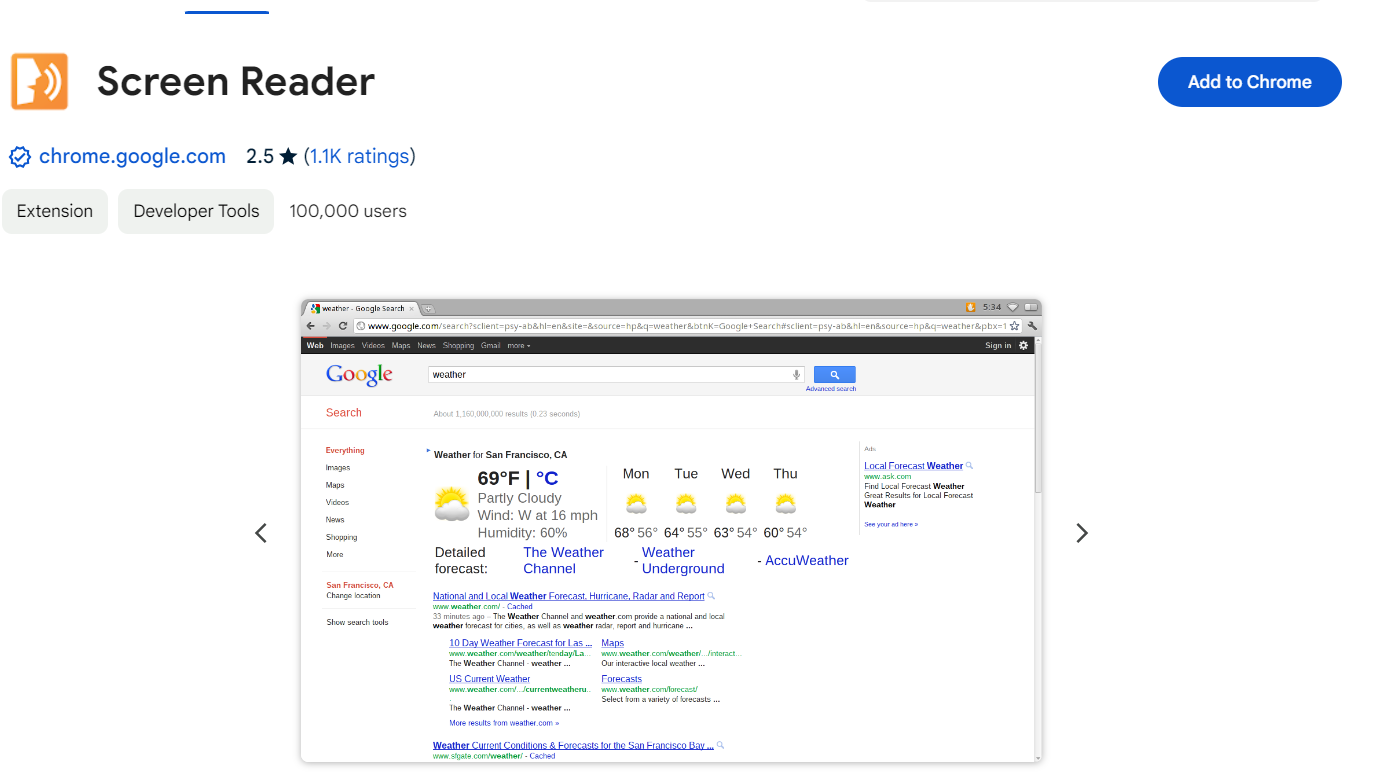 Screen Reader
Add to Chrome
chrome.google.com 2.5 ★ (1.1K ratings)
Extension Developer Tools 100,000 users
weather - Google Search 5:34
www.google.com/search?sclient=psy-ab&hl=en&site=&source=hp&q=weather&btnK=Google+Search#sclient=psy-ab&hl=en&source=hp&q=weather&pbx=1
Web Images Videos Maps News Shopping Gmail more Sign in
Google weather
Advanced search
Search About 1,160,000,000 results (0.23 seconds)
Everything
Images
Maps
Videos
News
Shopping
More
San Francisco, CA
Change location
Show search tools
Weather for San Francisco, CA
69°F | °C
Partly Cloudy
Wind: W at 16 mph
Humidity: 60%
Mon Tue Wed Thu
68° 56° 64° 55° 63° 54° 60° 54°
Detailed forecast: The Weather Channel - Weather Underground - AccuWeather
National and Local Weather Forecast, Hurricane, Radar and Report
www.weather.com/ - Cached
33 minutes ago – The Weather Channel and weather.com provide a national and local
weather forecast for cities, as well as weather radar, report and hurricane ...
10 Day Weather Forecast for Las ...
www.weather.com/weather/tenday/La...
The Weather Channel - weather ...
Maps
www.weather.com/weather/.../interact...
Our interactive local weather ...
US Current Weather
www.weather.com/.../currentweatheru...
The Weather Channel - weather ...
Forecasts
www.weather.com/forecast/
Select from a variety of forecasts ...
More results from weather.com »
Weather Current Conditions & Forecasts for the San Francisco Bay ...
www.sfgate.com/weather/ - Cached
Ads
Local Forecast Weather
www.ask.com
Find Local Forecast Weather
Great Results for Local Forecast
Weather
See your ad here »